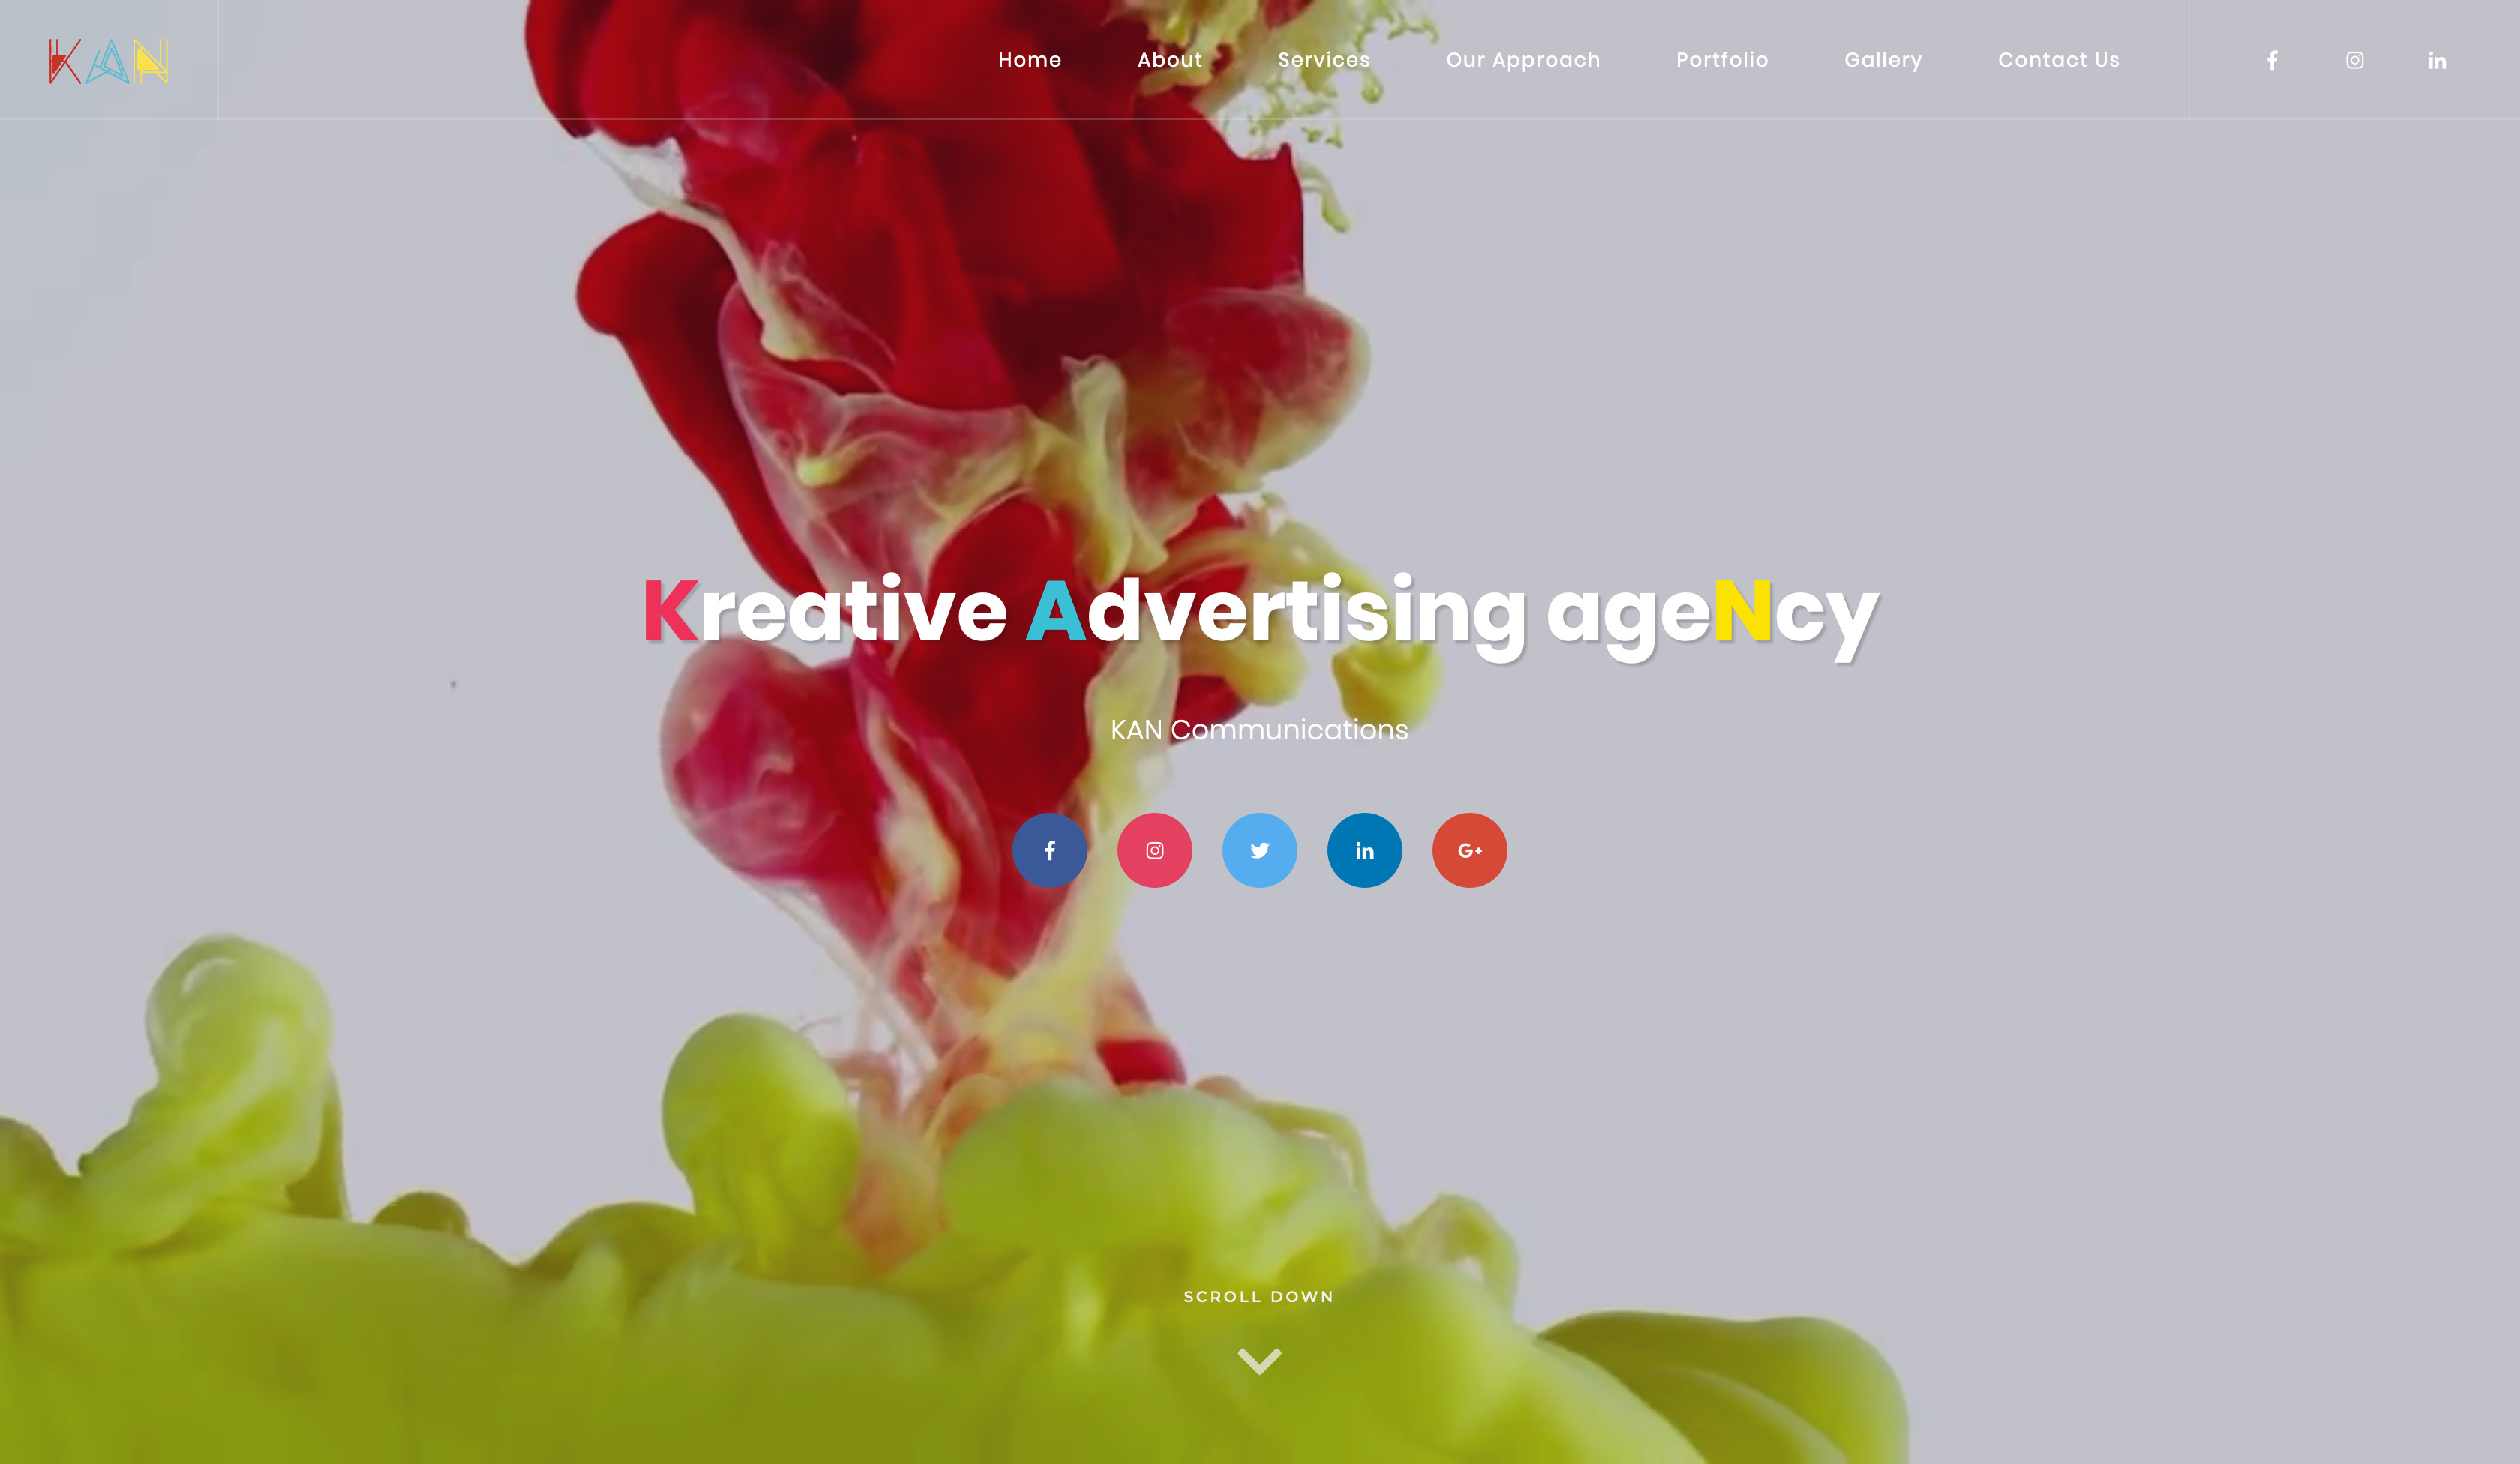 KAN
Home About Services Our Approach Portfolio Gallery Contact Us
Kreative Advertising ageNcy
KAN Communications
SCROLL DOWN